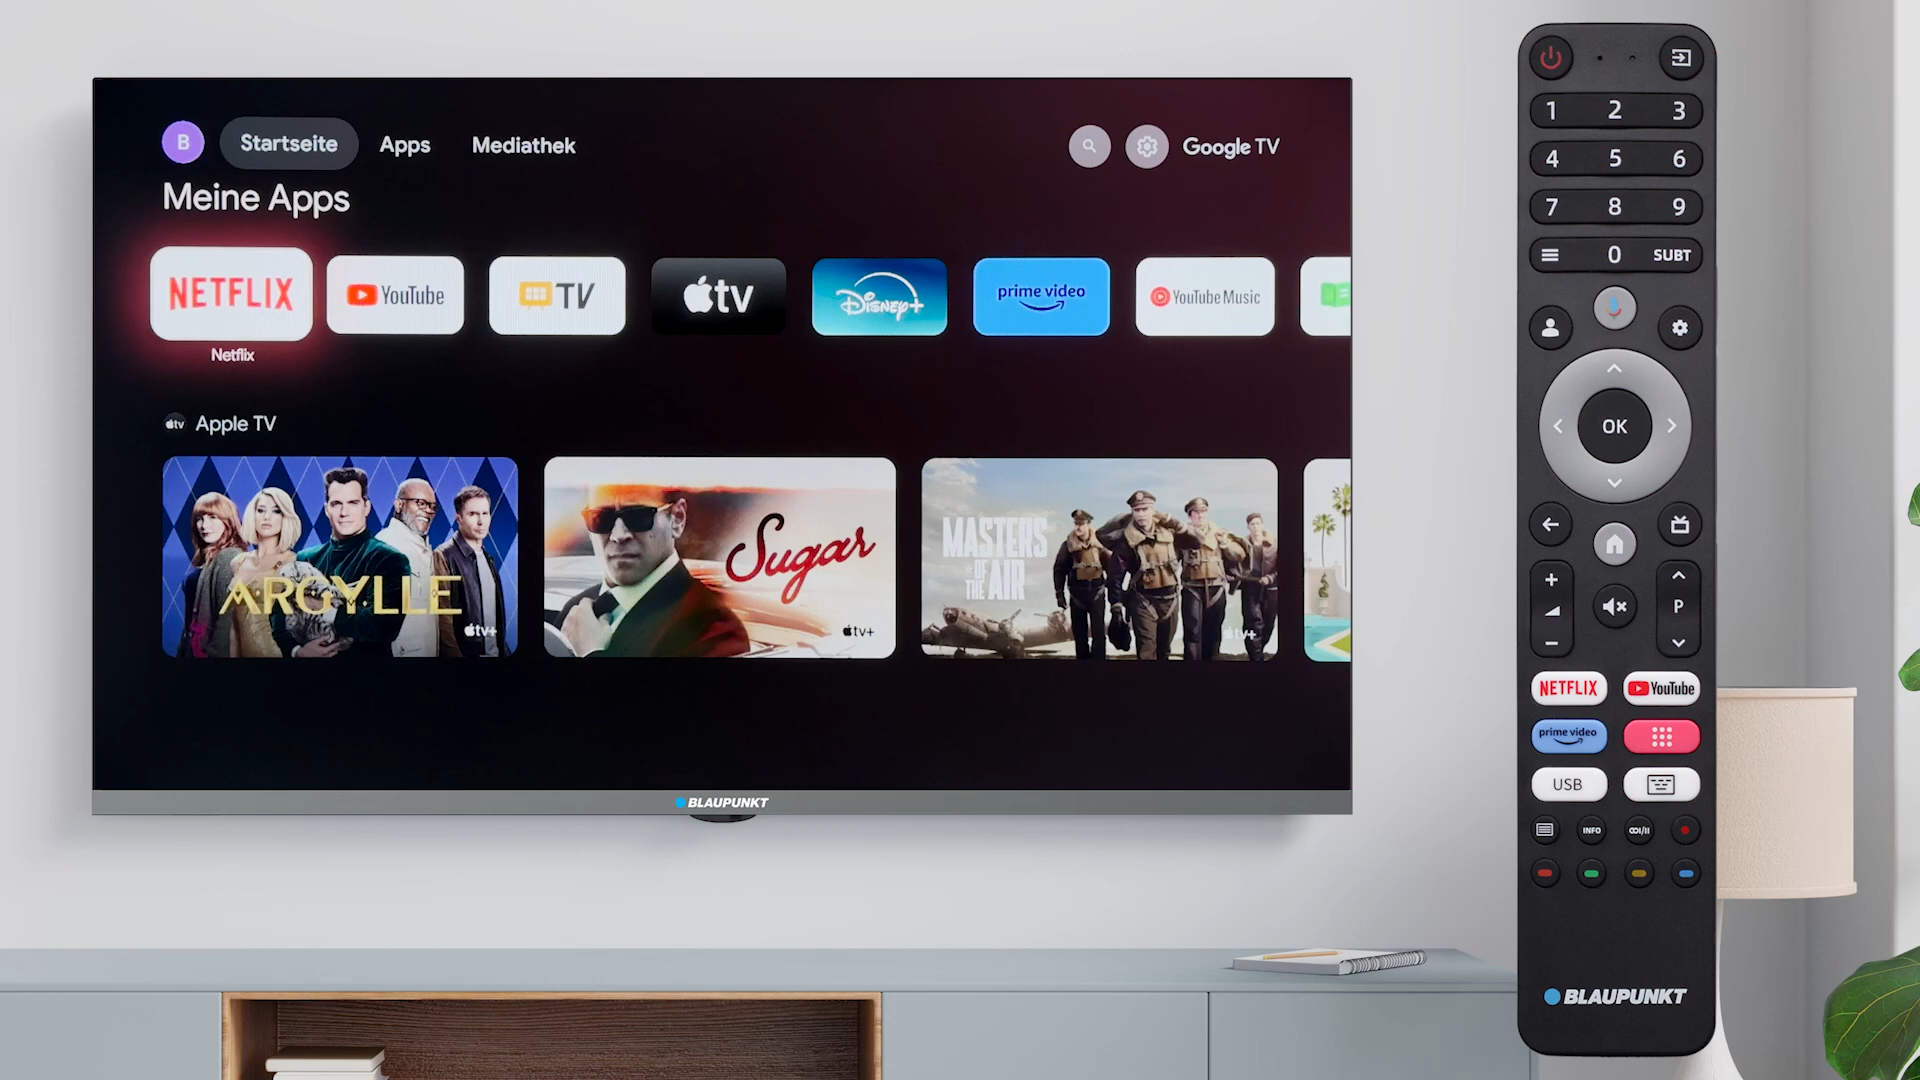 B
Startseite
Apps
Mediathek
Google TV
Meine Apps
NETFLIX
YouTube
TV
tv
Disney+
prime video
YouTube Music
Netflix
tv
Apple TV
ARGYLLE
tv+
Sugar
tv+
MASTERS
OF
THE AIR
tv+
BLAUPUNKT
1 2 3
4 5 6
7 8 9
0 SUBT
OK
+
P
−
NETFLIX
YouTube
prime video
USB
INFO
BLAUPUNKT